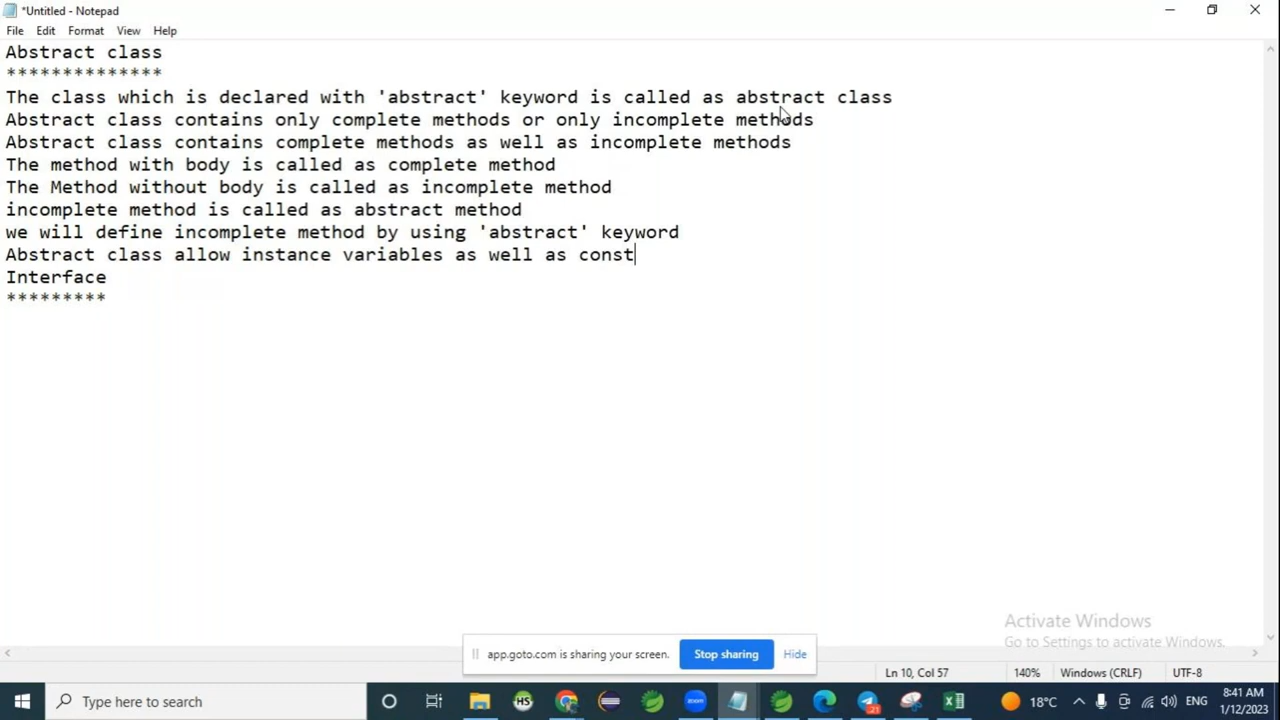 *Untitled - Notepad
File Edit Format View Help
Abstract class
**************
The class which is declared with 'abstract' keyword is called as abstract class
Abstract class contains only complete methods or only incomplete methods
Abstract class contains complete methods as well as incomplete methods
The method with body is called as complete method
The Method without body is called as incomplete method
incomplete method is called as abstract method
we will define incomplete method by using 'abstract' keyword
Abstract class allow instance variables as well as const
Interface
*********
Activate Windows
Go to Settings to activate Windows.
app.goto.com is sharing your screen. Stop sharing Hide
Ln 10, Col 57 140% Windows (CRLF) UTF-8
Type here to search HS zoom 21 18°C ENG 8:41 AM
1/12/2023